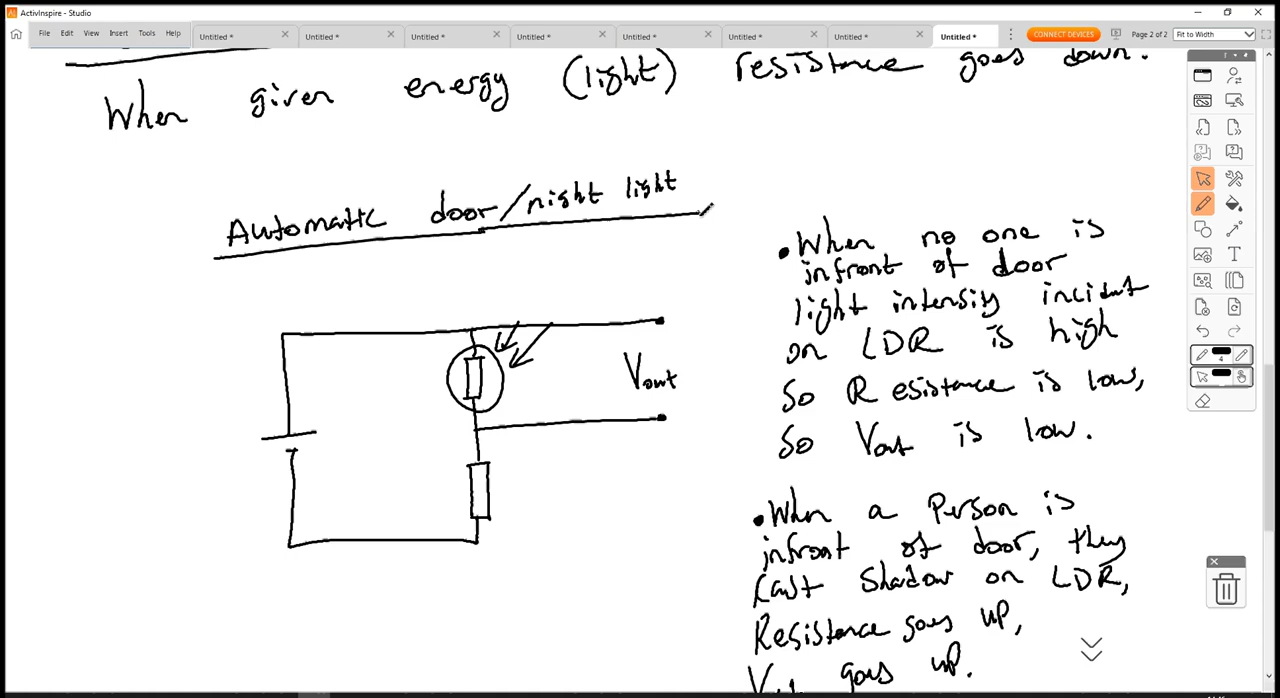 ActivInspire - Studio
File Edit View Insert Tools Help
Untitled * Untitled * Untitled * Untitled * Untitled * Untitled * Untitled * Untitled *
CONNECT DEVICES
Page 2 of 2
Fit to Width
When given energy (light) resistance goes down.
Automatic door/night light
Vout
• When no one is
infront of door
light intensity incident
on LDR is high
So Resistance is low,
So Vout is low.
• When a Person is
infront of door, they
Cast Shadow on LDR,
Resistance goes up,
Vout goes up.
4